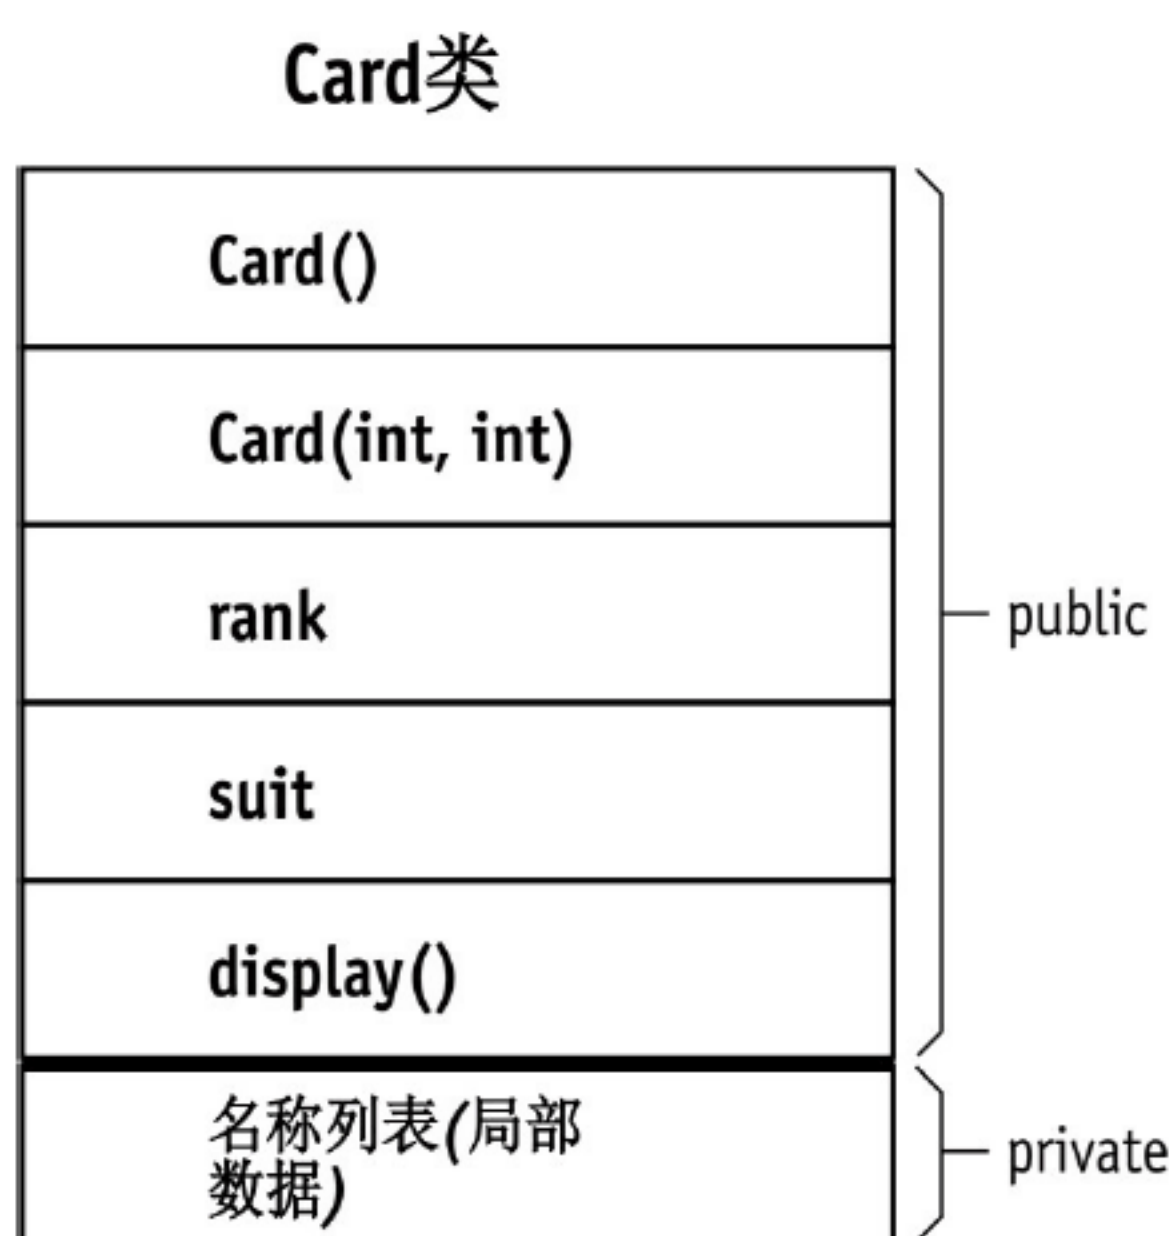 Card类
Card()
Card(int, int)
rank
suit
display()
public
名称列表(局部
数据)
private